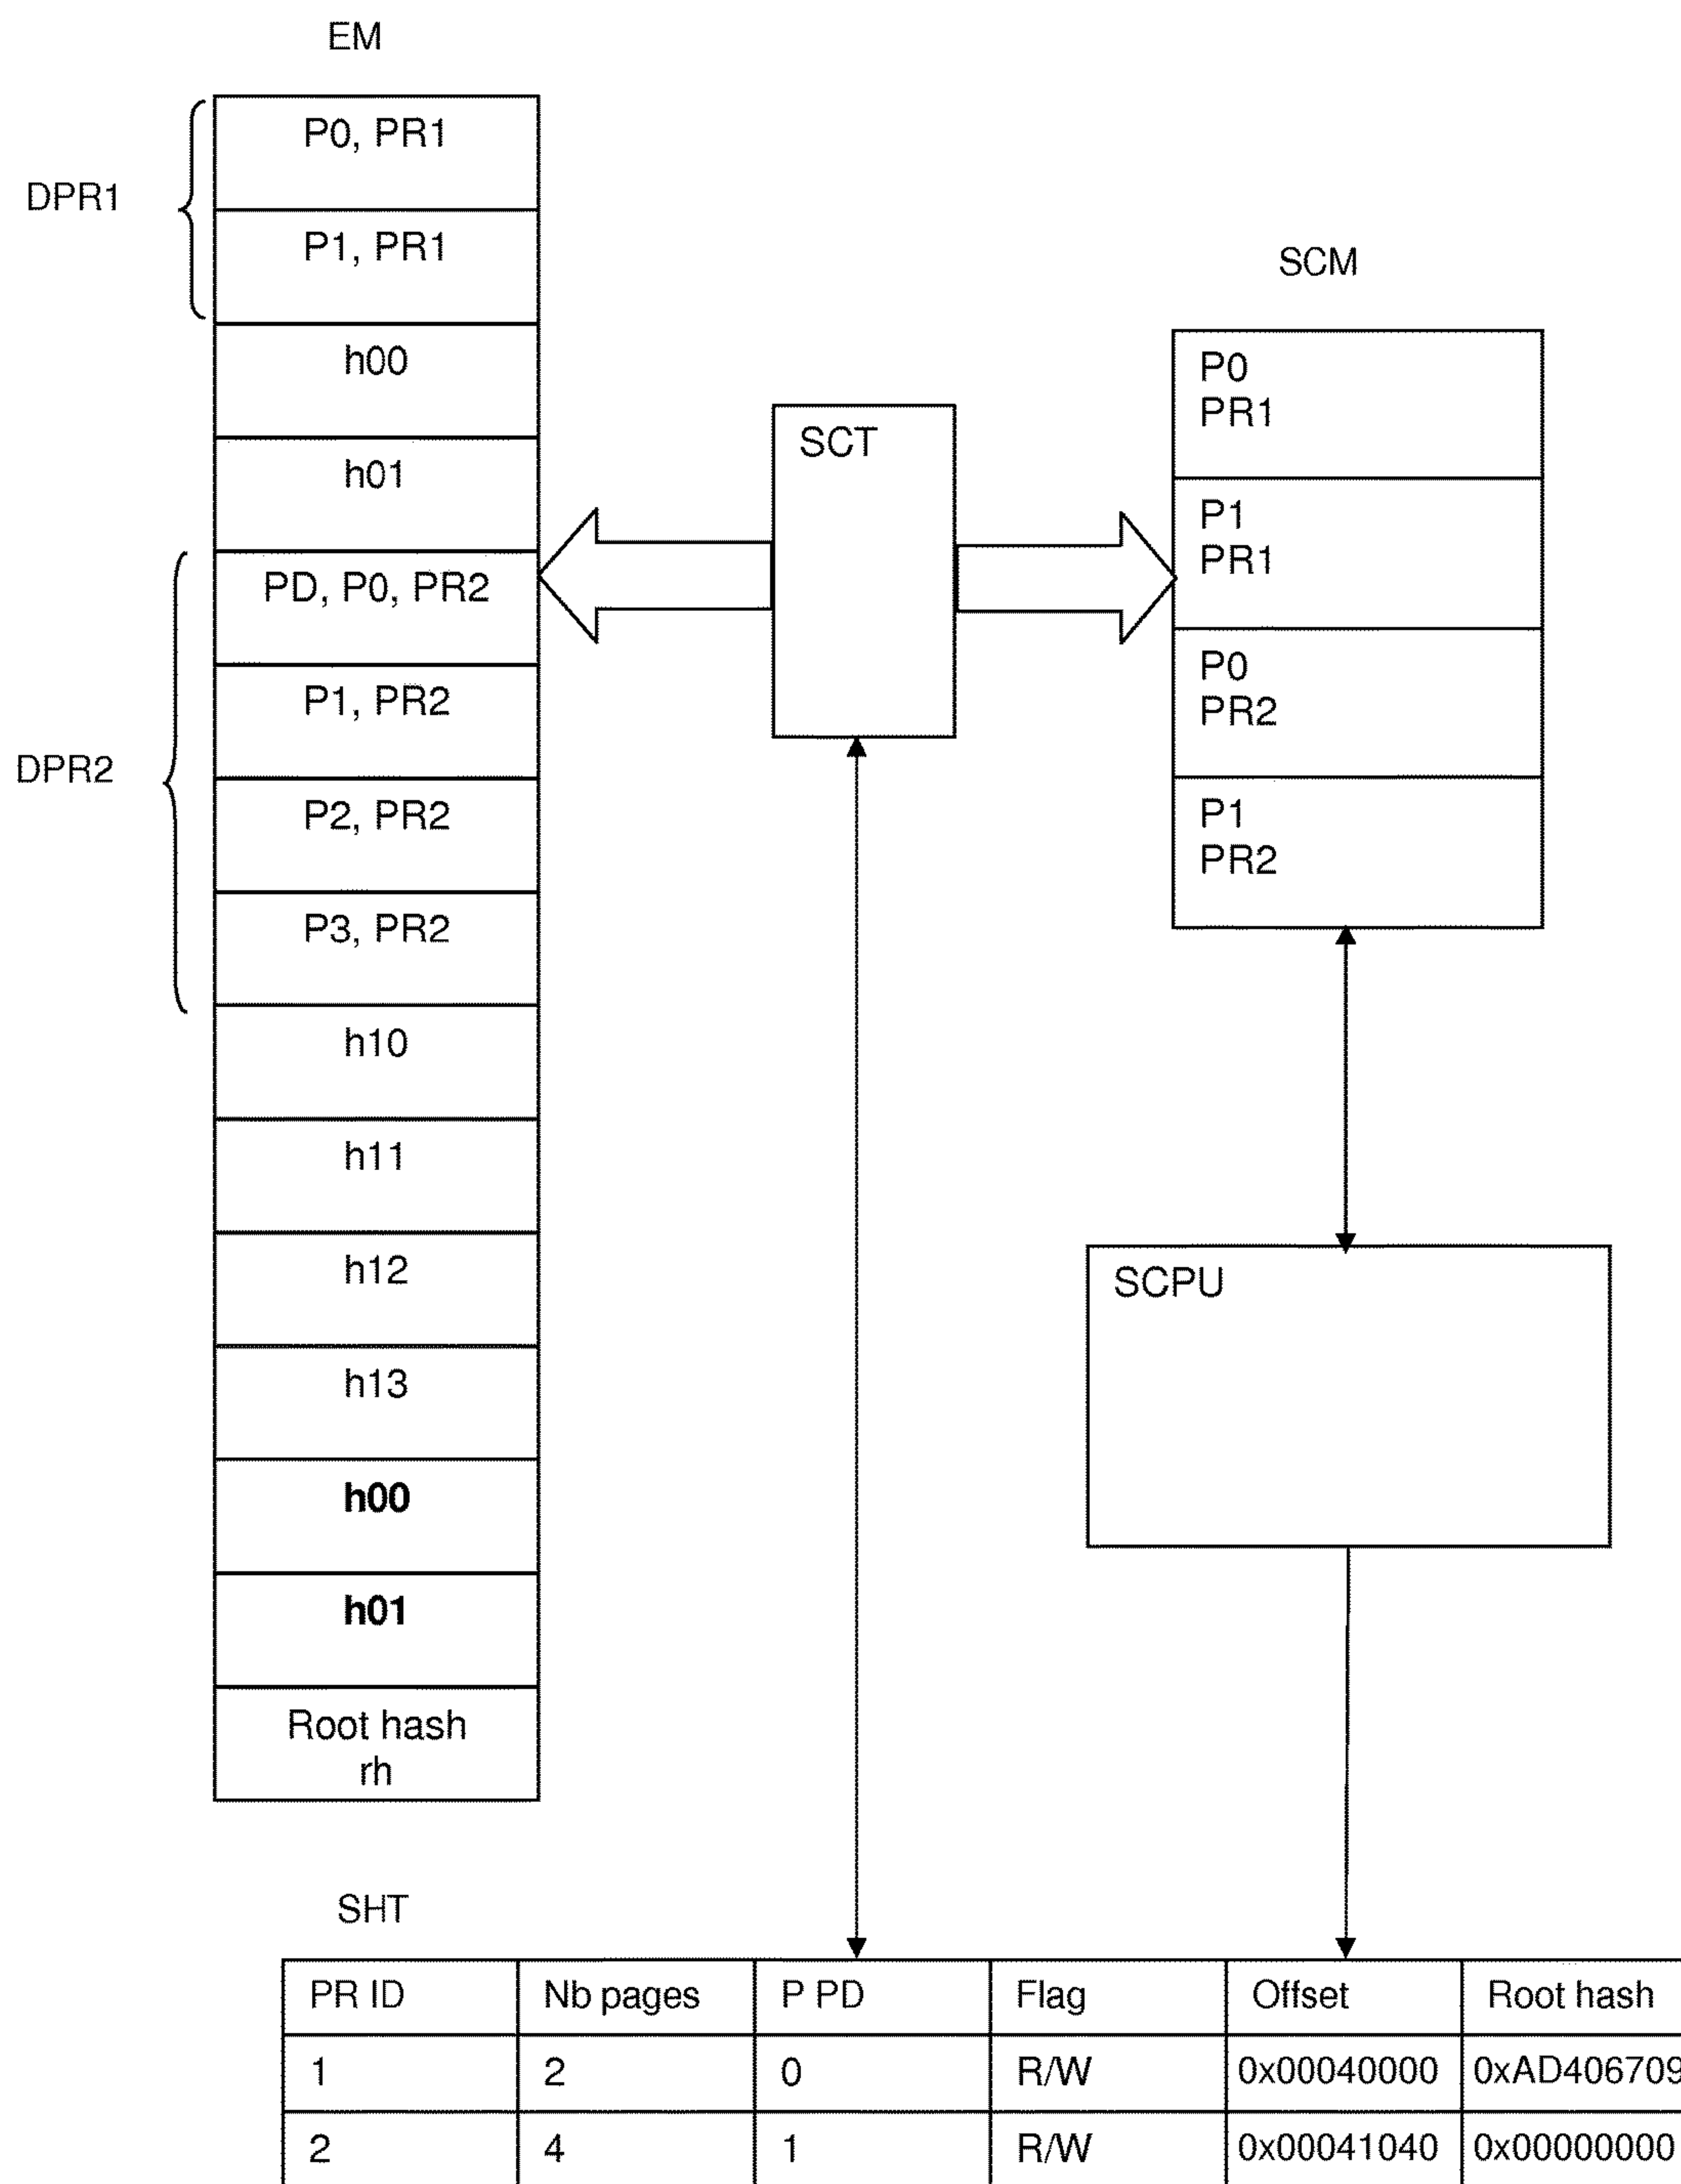 EM
P0, PR1
DPR1
P1, PR1
SCM
h00
P0
PR1
SCT
h01
P1
PR1
PD, P0, PR2
P0
PR2
P1, PR2
DPR2
P2, PR2
P1
PR2
P3, PR2
h10
h11
h12
SCPU
h13
h00
h01
Root hash
rh
SHT
PR ID Nb pages P PD Flag Offset Root hash
1 2 0 R/W 0x00040000 0xAD406709
2 4 1 R/W 0x00041040 0x00000000